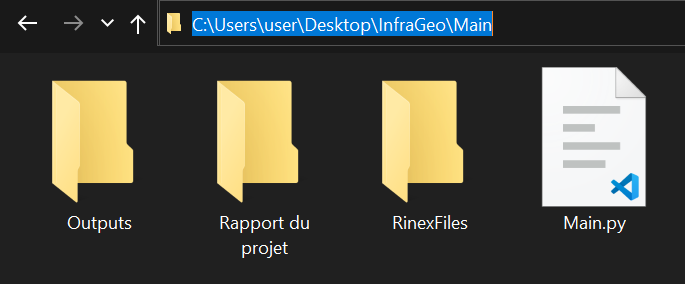 C:\Users\user\Desktop\InfraGeo\Main
Outputs
Rapport du
projet
RinexFiles
Main.py